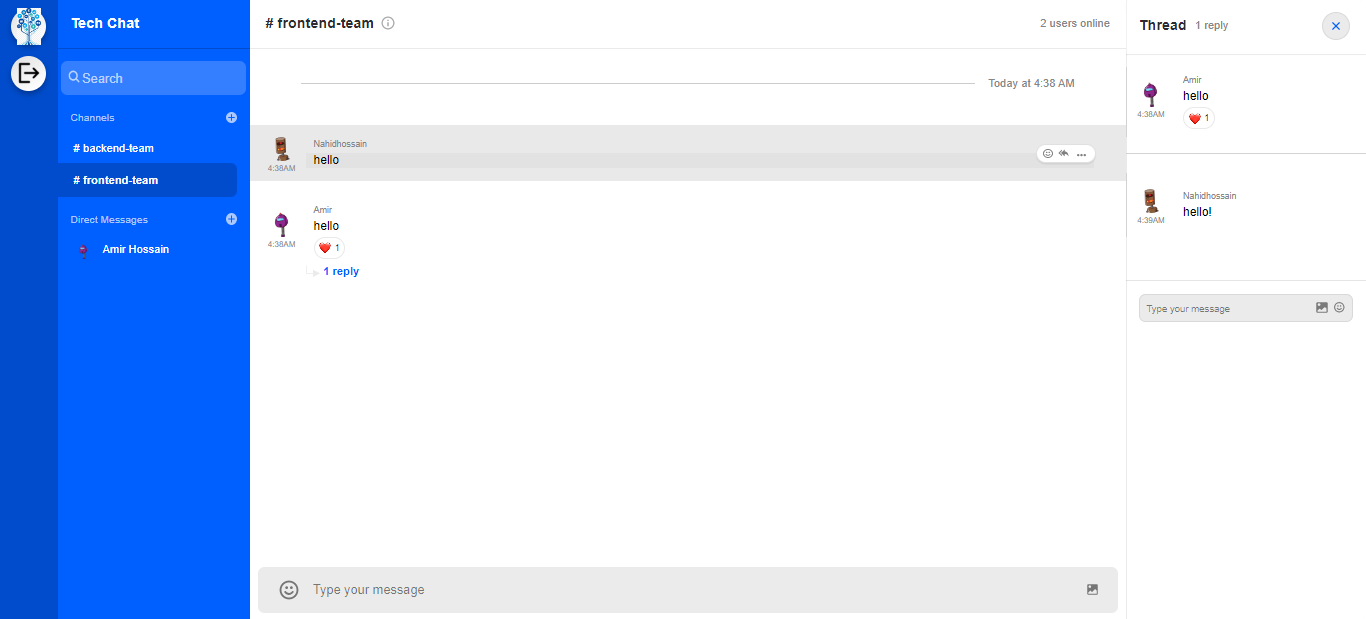 Tech Chat
Search
Channels
# backend-team
# frontend-team
Direct Messages
Amir Hossain
# frontend-team
2 users online
Today at 4:38 AM
Nahidhossain
hello
4:38AM
Amir
hello
4:38AM
1
1 reply
Type your message
Thread 1 reply
Amir
hello
4:38AM
1
Nahidhossain
hello!
4:39AM
Type your message